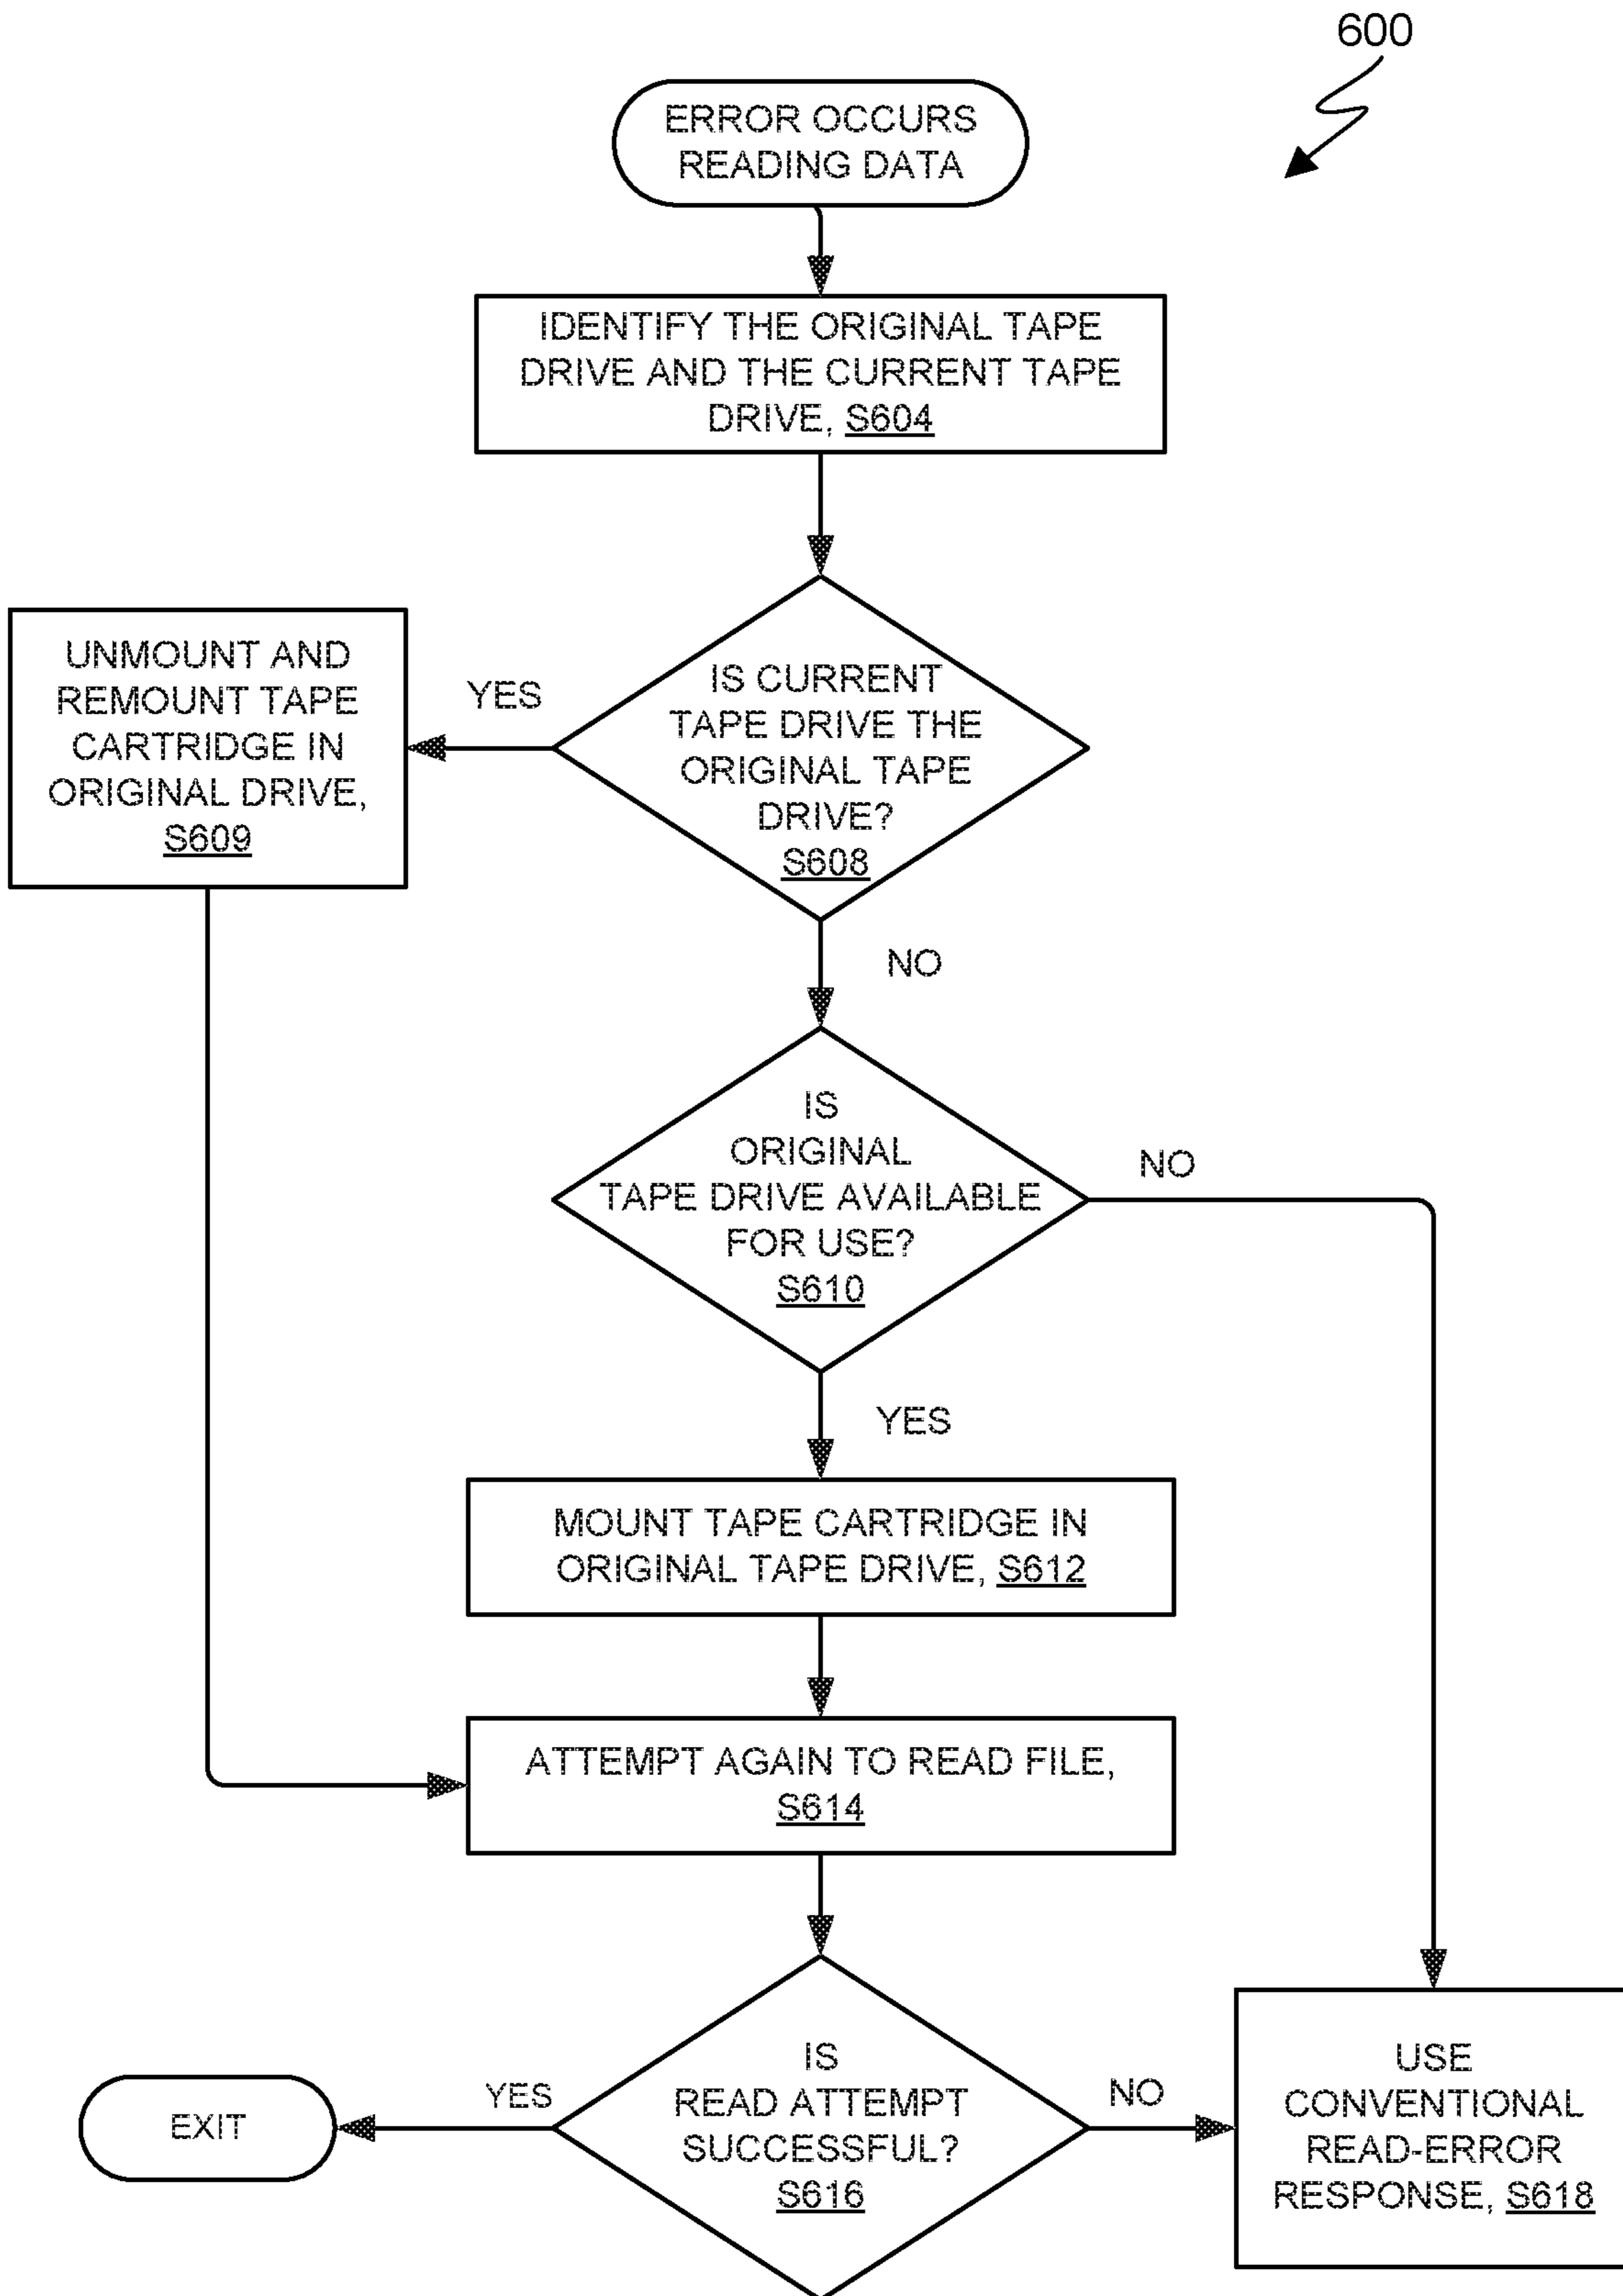 600
ERROR OCCURS
READING DATA
IDENTIFY THE ORIGINAL TAPE
DRIVE AND THE CURRENT TAPE
DRIVE, S604
UNMOUNT AND
REMOUNT TAPE
CARTRIDGE IN
ORIGINAL DRIVE,
S609
YES
IS CURRENT
TAPE DRIVE THE
ORIGINAL TAPE
DRIVE?
S608
NO
IS
ORIGINAL
TAPE DRIVE AVAILABLE
FOR USE?
S610
NO
YES
MOUNT TAPE CARTRIDGE IN
ORIGINAL TAPE DRIVE, S612
ATTEMPT AGAIN TO READ FILE,
S614
IS
READ ATTEMPT
SUCCESSFUL?
S616
YES
EXIT
NO
USE
CONVENTIONAL
READ-ERROR
RESPONSE, S618